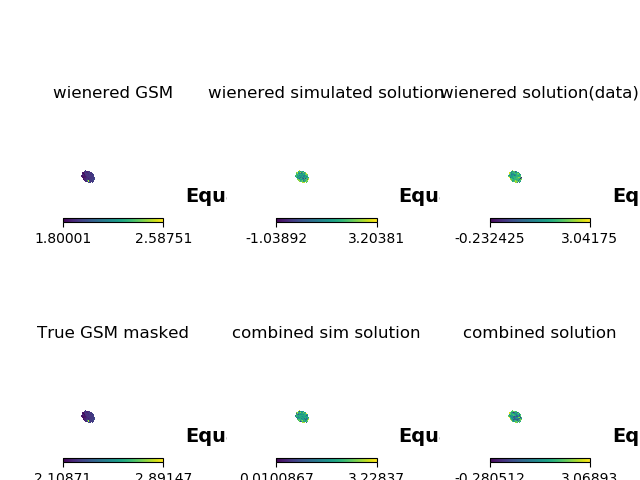 wienered GSM
wienered simulated solution
wienered solution(data)
Equ
Equ
Eq
1.80001 2.58751
-1.03892 3.20381
-0.232425 3.04175
True GSM masked
combined sim solution
combined solution
Equ
Equ
Eq
2.10871 2.89147
0.0100867 3.22837
-0.280512 3.06893